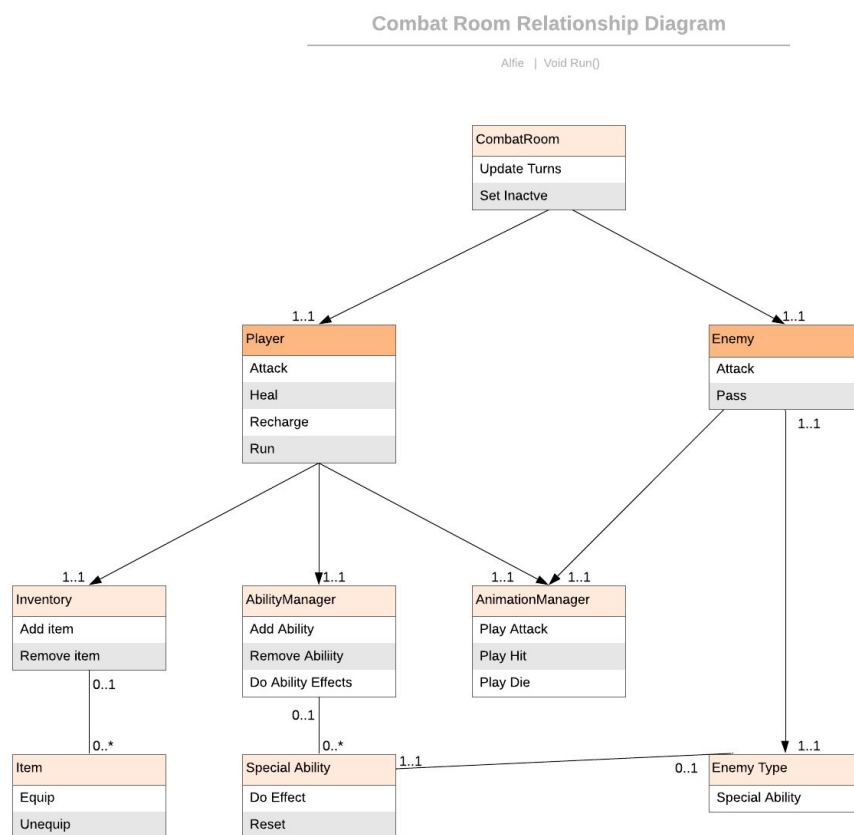 Combat Room Relationship Diagram
Alfie | Void Run()
CombatRoom
Update Turns
Set Inactve
1..1
1..1
Player
Attack
Heal
Recharge
Run
Enemy
Attack
Pass
1..1
1..1
1..1
1..1
1..1
Inventory
Add item
Remove item
AbilityManager
Add Ability
Remove Abiliity
Do Ability Effects
AnimationManager
Play Attack
Play Hit
Play Die
0..1
0..1
0..*
0..*
1..1
0..1
1..1
Item
Equip
Unequip
Special Ability
Do Effect
Reset
Enemy Type
Special Ability